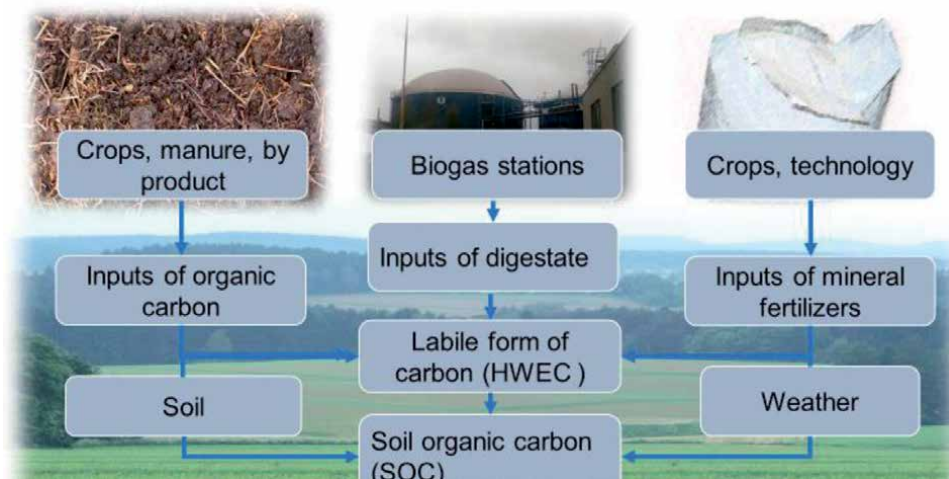 Crops, manure, by
product
Biogas stations
Crops, technology
Inputs of organic
carbon
Inputs of digestate
Inputs of mineral
fertilizers
Labile form of
carbon (HWEC )
Soil
Weather
Soil organic carbon
(SOC)